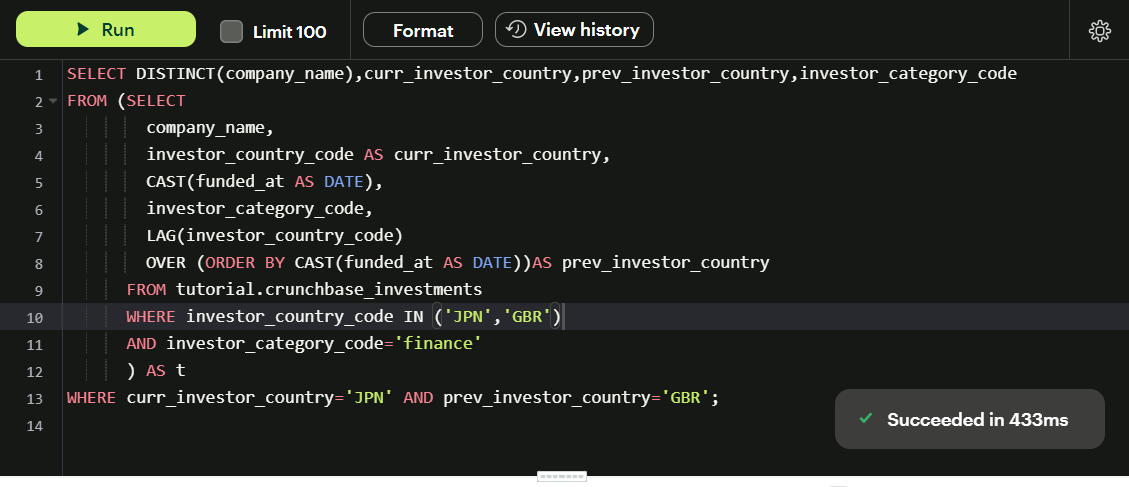 Run Limit 100 Format View history
1 SELECT DISTINCT(company_name),curr_investor_country,prev_investor_country,investor_category_code
2 FROM (SELECT
3 company_name,
4 investor_country_code AS curr_investor_country,
5 CAST(funded_at AS DATE),
6 investor_category_code,
7 LAG(investor_country_code)
8 OVER (ORDER BY CAST(funded_at AS DATE))AS prev_investor_country
9 FROM tutorial.crunchbase_investments
10 WHERE investor_country_code IN ('JPN','GBR')
11 AND investor_category_code='finance'
12 ) AS t
13 WHERE curr_investor_country='JPN' AND prev_investor_country='GBR';
14
Succeeded in 433ms